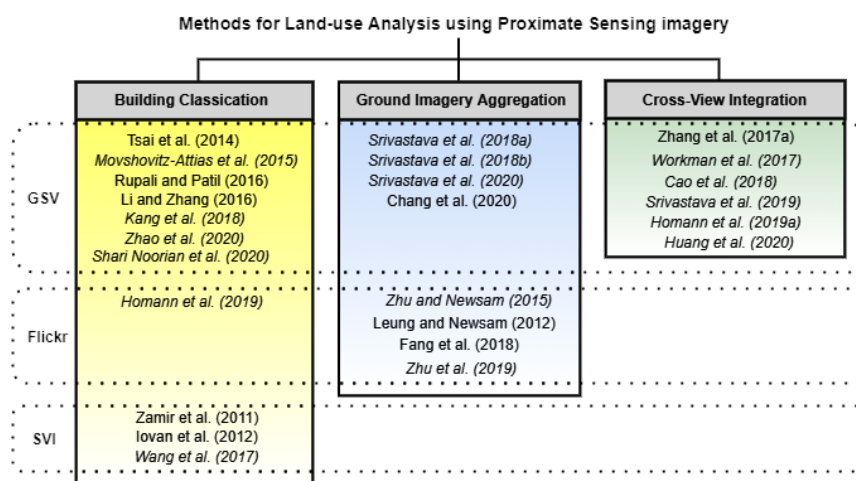 Methods for Land-use Analysis using Proximate Sensing imagery
Building Classication
Ground Imagery Aggregation
Cross-View Integration
GSV
Tsai et al. (2014)
Movshovitz-Attias et al. (2015)
Rupali and Patil (2016)
Li and Zhang (2016)
Kang et al. (2018)
Zhao et al. (2020)
Shari Noorian et al. (2020)
Srivastava et al. (2018a)
Srivastava et al. (2018b)
Srivastava et al. (2020)
Chang et al. (2020)
Zhang et al. (2017a)
Workman et al. (2017)
Cao et al. (2018)
Srivastava et al. (2019)
Homann et al. (2019a)
Huang et al. (2020)
Flickr
Homann et al. (2019)
Zhu and Newsam (2015)
Leung and Newsam (2012)
Fang et al. (2018)
Zhu et al. (2019)
SVI
Zamir et al. (2011)
Iovan et al. (2012)
Wang et al. (2017)